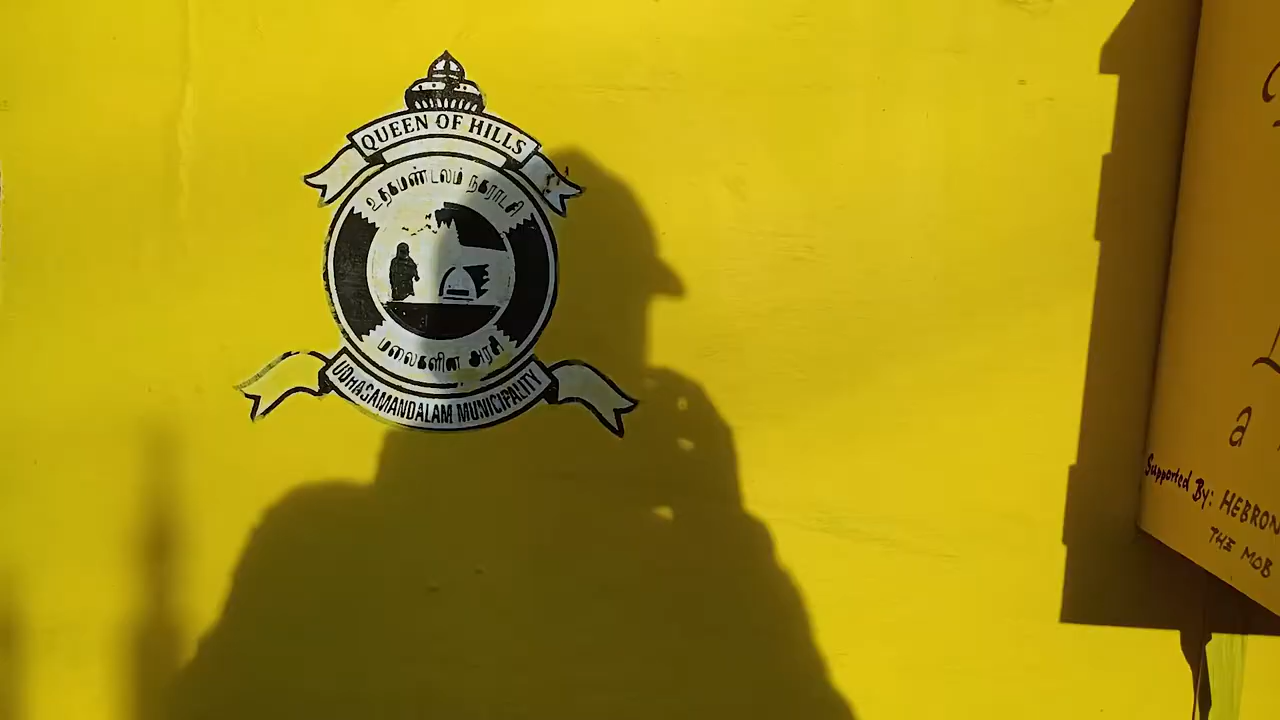 QUEEN OF HILLS
உதகமண்டலம் நகராட்சி
மலைகளின் அரசி
UDHAGAMANDALAM MUNICIPALITY
a
Supported By: HEBRON
THE MOB